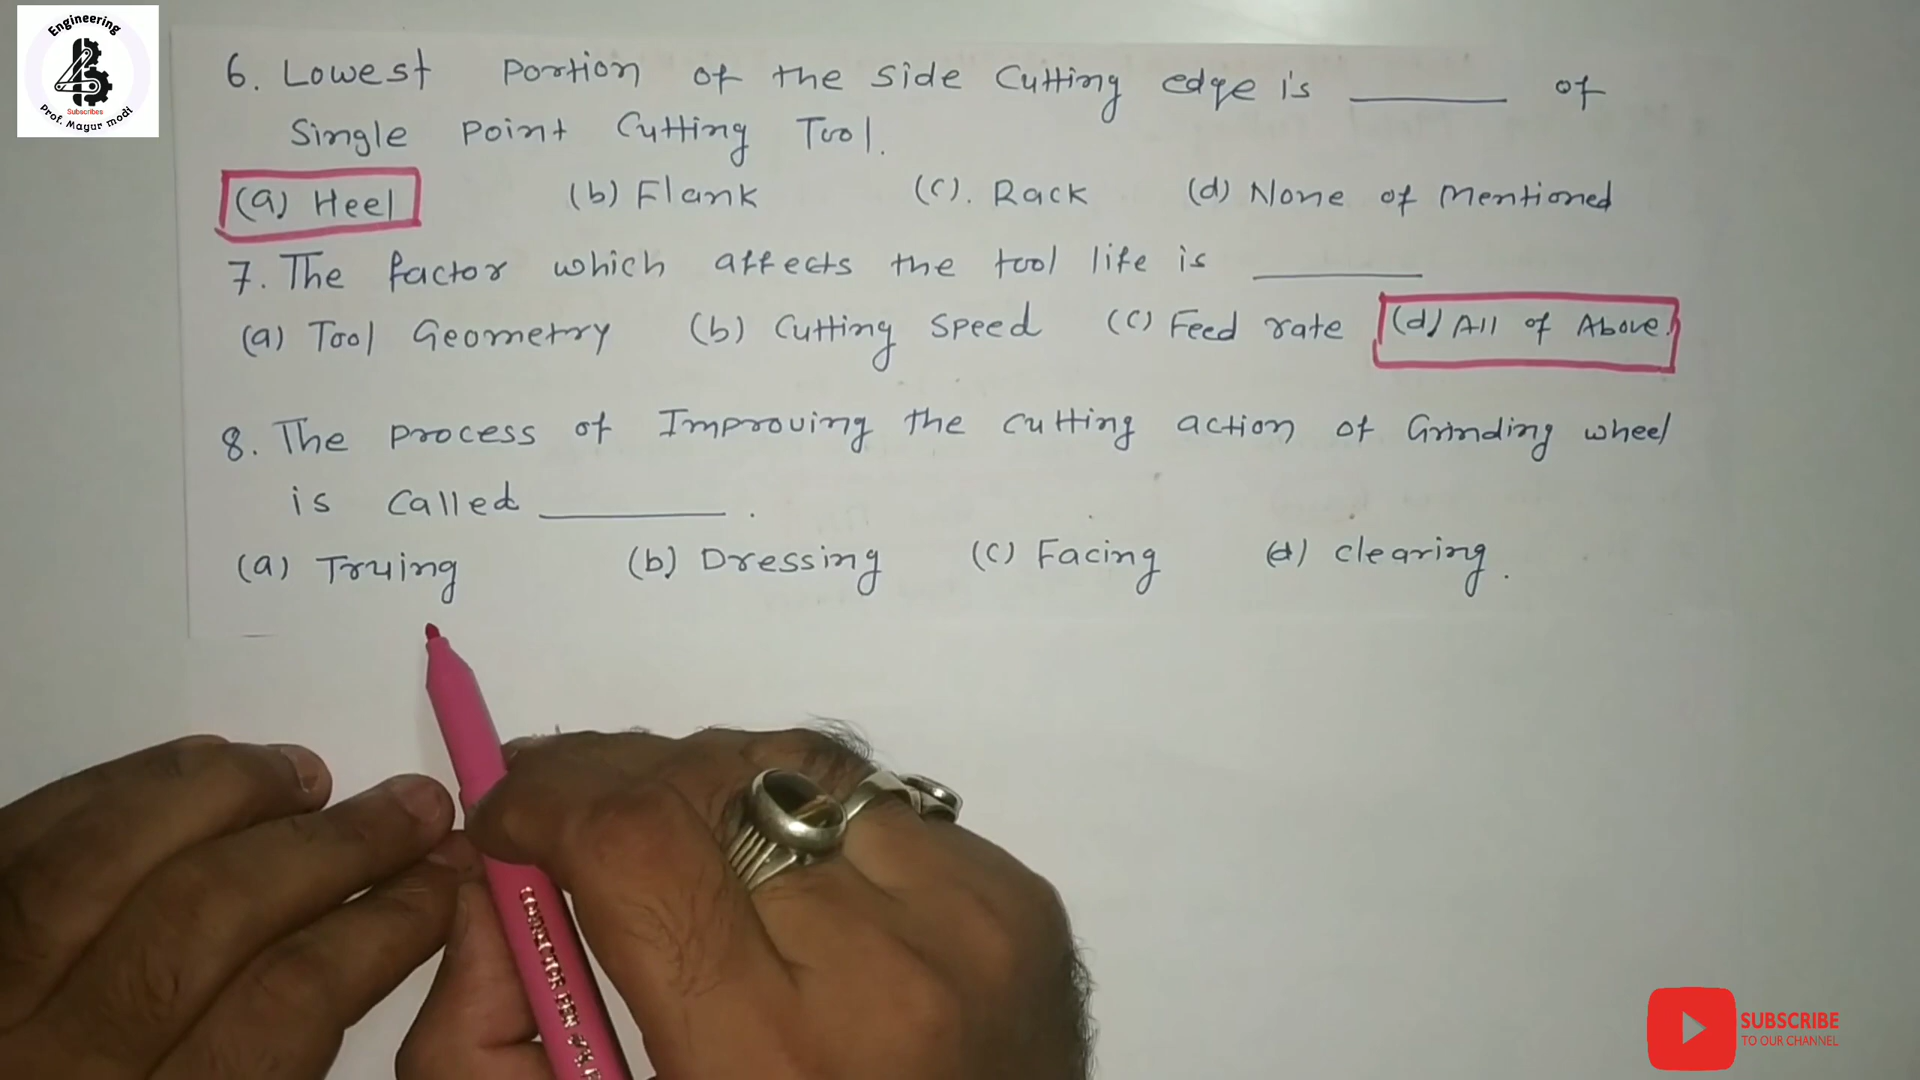 Engineering
Subscribes
Prof. Mayur modi
6. Lowest Portion of the side Cutting edge is ______ of
Single Point Cutting Tool.
(a) Heel (b) Flank (c). Rack (d) None of Mentioned
7. The factor which affects the tool life is ______
(a) Tool Geometry (b) Cutting Speed (c) Feed rate (d) All of Above.
8. The process of Improving the cutting action of Grinding wheel
is called ______ .
(a) Truing (b) Dressing (c) Facing (d) clearing.
SUBSCRIBE
TO OUR CHANNEL